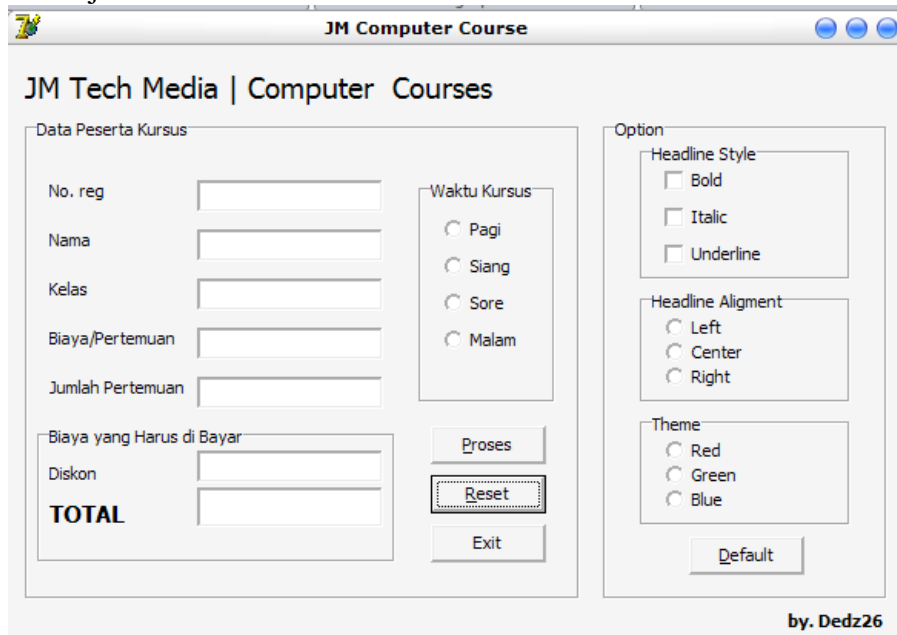 JM Computer Course
JM Tech Media | Computer Courses
Data Peserta Kursus
No. reg
Nama
Kelas
Biaya/Pertemuan
Jumlah Pertemuan
Waktu Kursus
Pagi
Siang
Sore
Malam
Biaya yang Harus di Bayar
Diskon
TOTAL
Proses
Reset
Exit
Option
Headline Style
Bold
Italic
Underline
Headline Aligment
Left
Center
Right
Theme
Red
Green
Blue
Default
by. Dedz26